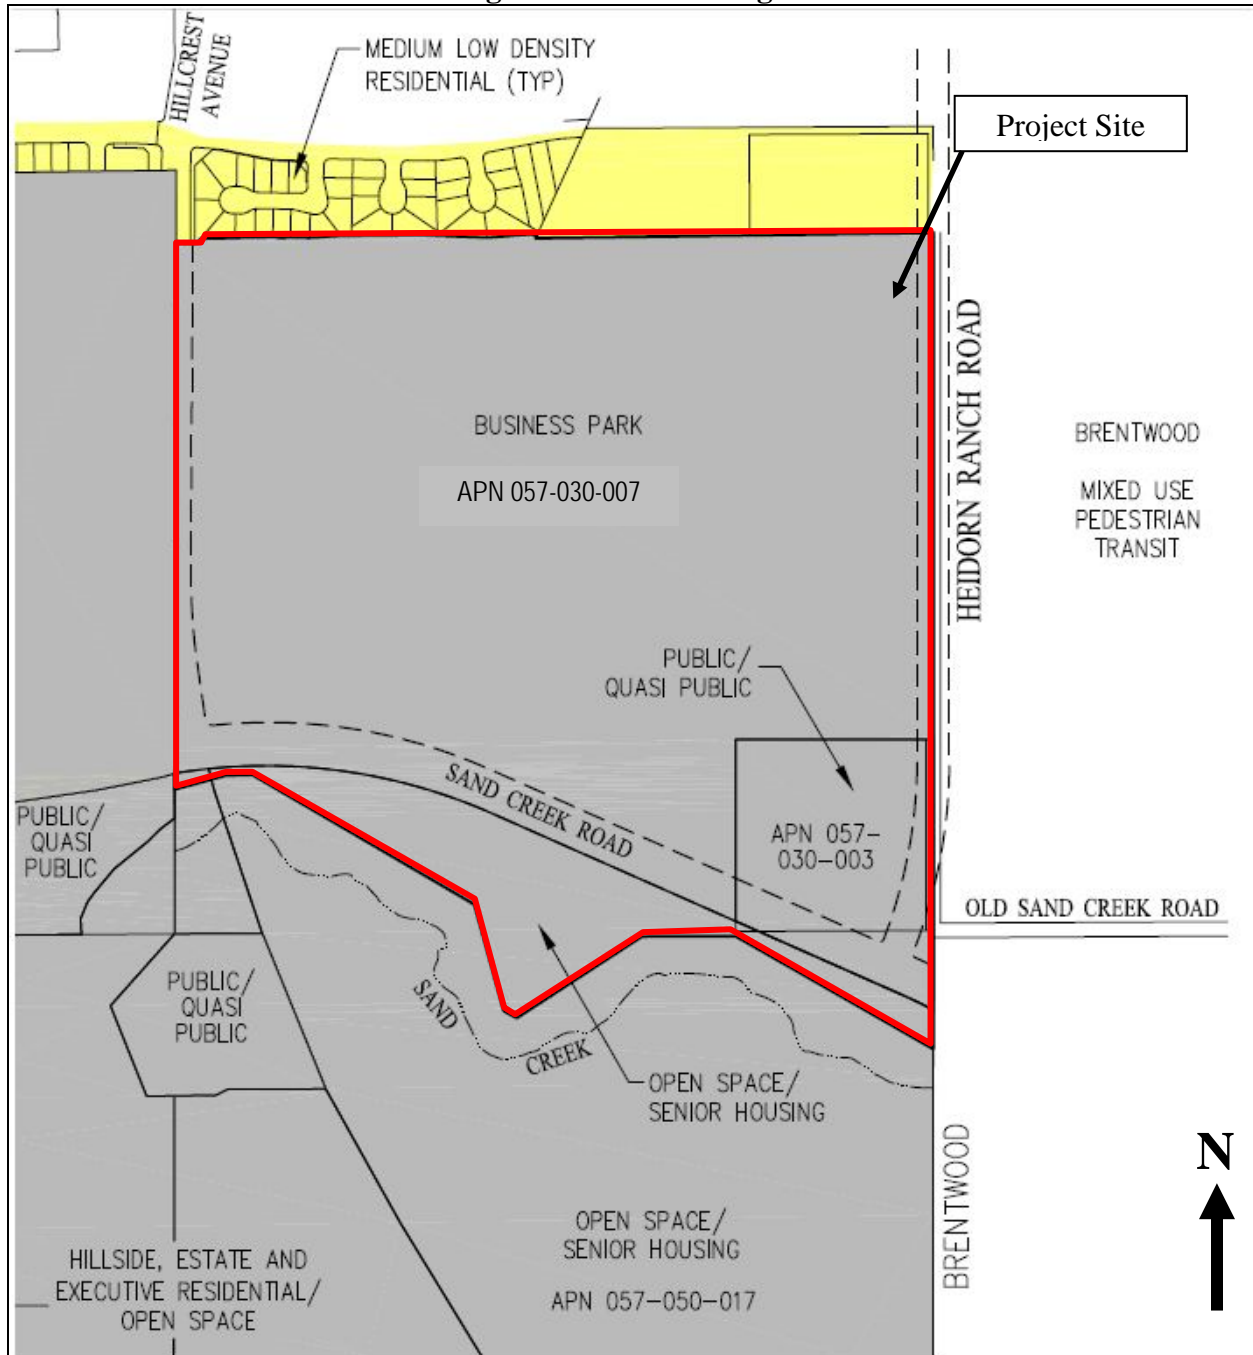 HILLCREST
AVENUE
MEDIUM LOW DENSITY
RESIDENTIAL (TYP)
Project Site
BUSINESS PARK
APN 057-030-007
HEIDORN RANCH ROAD
BRENTWOOD
MIXED USE
PEDESTRIAN
TRANSIT
PUBLIC/
QUASI PUBLIC
SAND CREEK ROAD
APN 057-
030-003
PUBLIC/
QUASI
PUBLIC
OLD SAND CREEK ROAD
PUBLIC/
QUASI
PUBLIC
SAND
CREEK
OPEN SPACE/
SENIOR HOUSING
BRENTWOOD
N
OPEN SPACE/
SENIOR HOUSING
APN 057-050-017
HILLSIDE, ESTATE AND
EXECUTIVE RESIDENTIAL/
OPEN SPACE